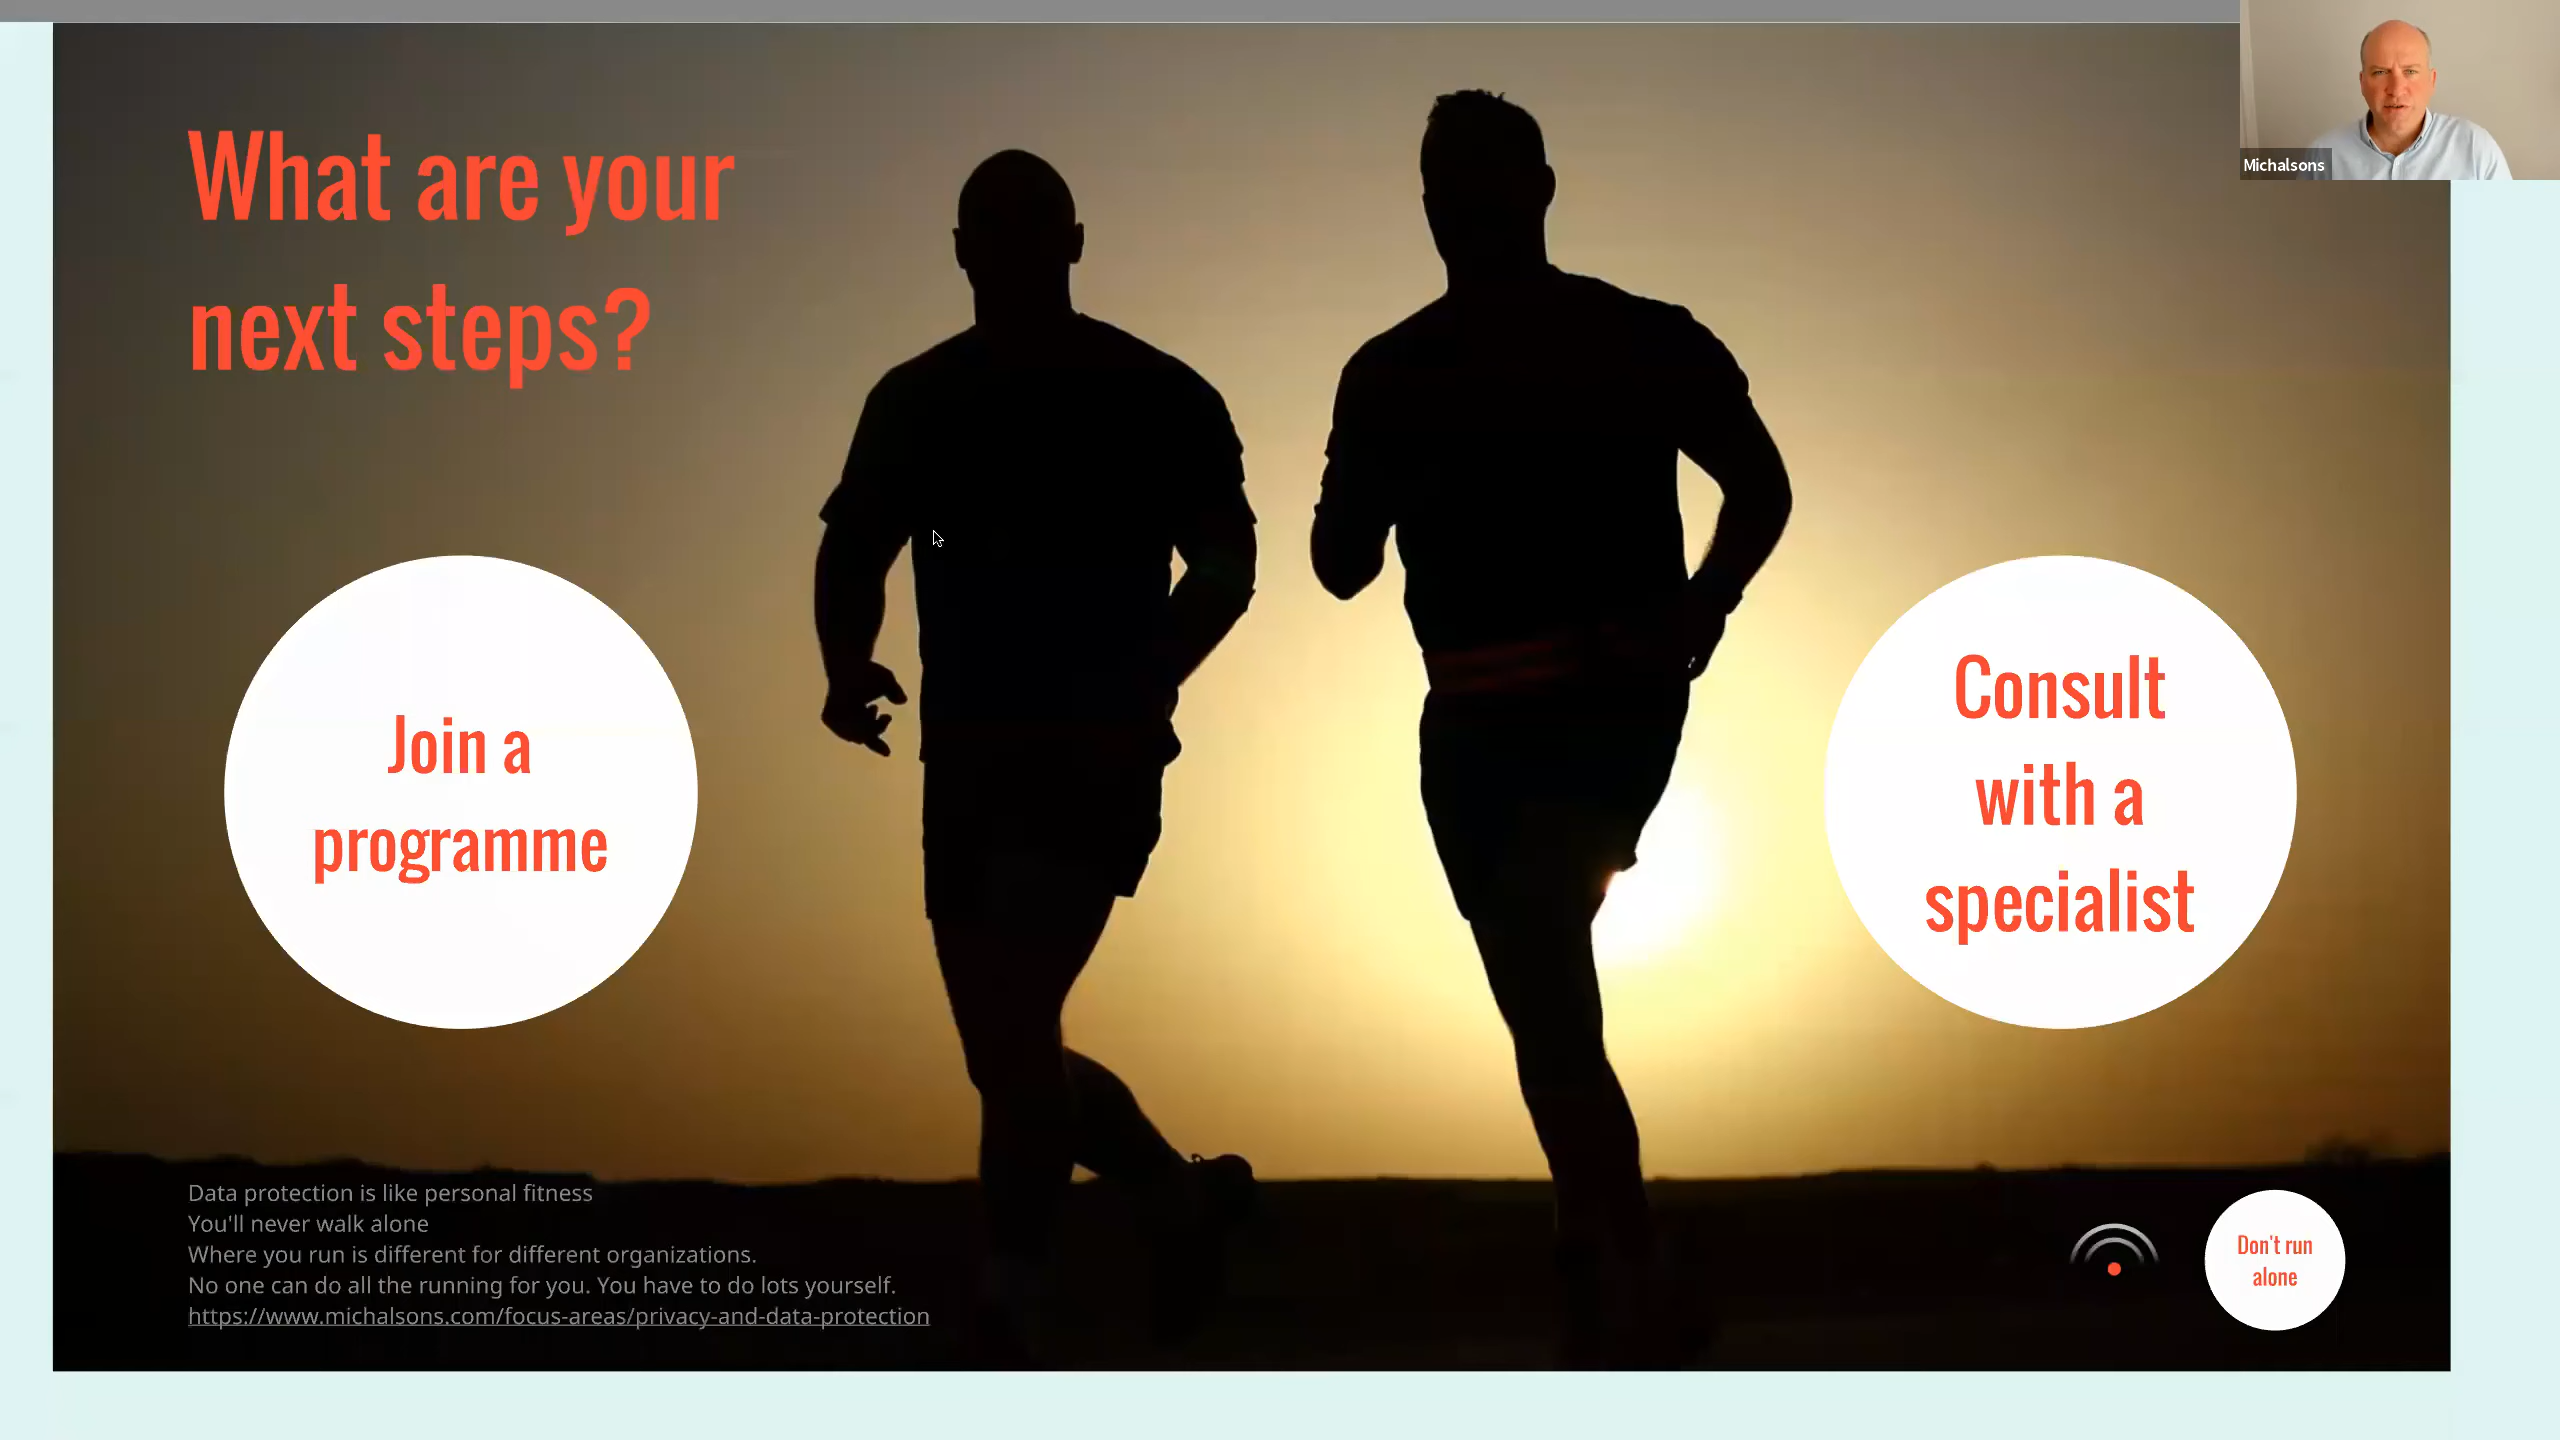 Michalsons
What are your
next steps?
Join a
programme
Consult
with a
specialist
Data protection is like personal fitness
You'll never walk alone
Where you run is different for different organizations.
No one can do all the running for you. You have to do lots yourself.
https://www.michalsons.com/focus-areas/privacy-and-data-protection
Don't run
alone